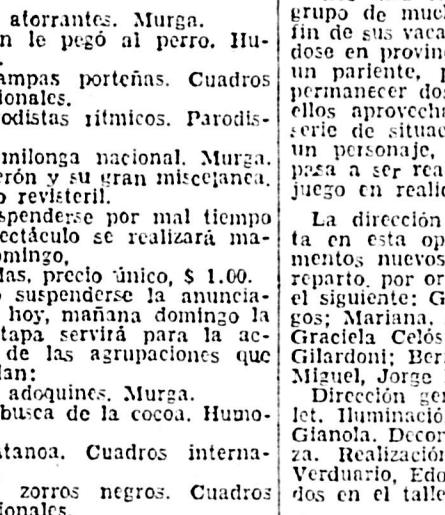 atorrantes. Murga.
n le pegó al perro. Hu-
ampas porteñas. Cuadros
ionales.
odistas rítmicos. Parodis-
milonga nacional. Murga.
erón y su gran miscelanea.
o revisteril.
spenderse por mal tiempo
ectáculo se realizará ma-
omingo,
das, precio único, $ 1.00.
o suspenderse la anuncia-
hoy, mañana domingo la
tapa servirá para la ac-
de las agrupaciones que
lan:
adoquines. Murga.
busca de la cocoa. Humo-
atanoa. Cuadros interna-
zorros negros. Cuadros
ionales.
grupo de muc
fin de sus vaca
dose en provin
un pariente, p
permanecer dos
ellos aprovecha
serie de situac
un personaje,
pasa a ser rea
juego en realid
La dirección
ta en esta op
mentos nuevos
reparto, por or
el siguiente: G
gos; Mariana,
Graciela Celós
Gilardoni; Ber
Miguel, Jorge
Dirección gen
let. Iluminació
Gianola. Decor
za. Realización
Verduario, Edo
dos en el talle